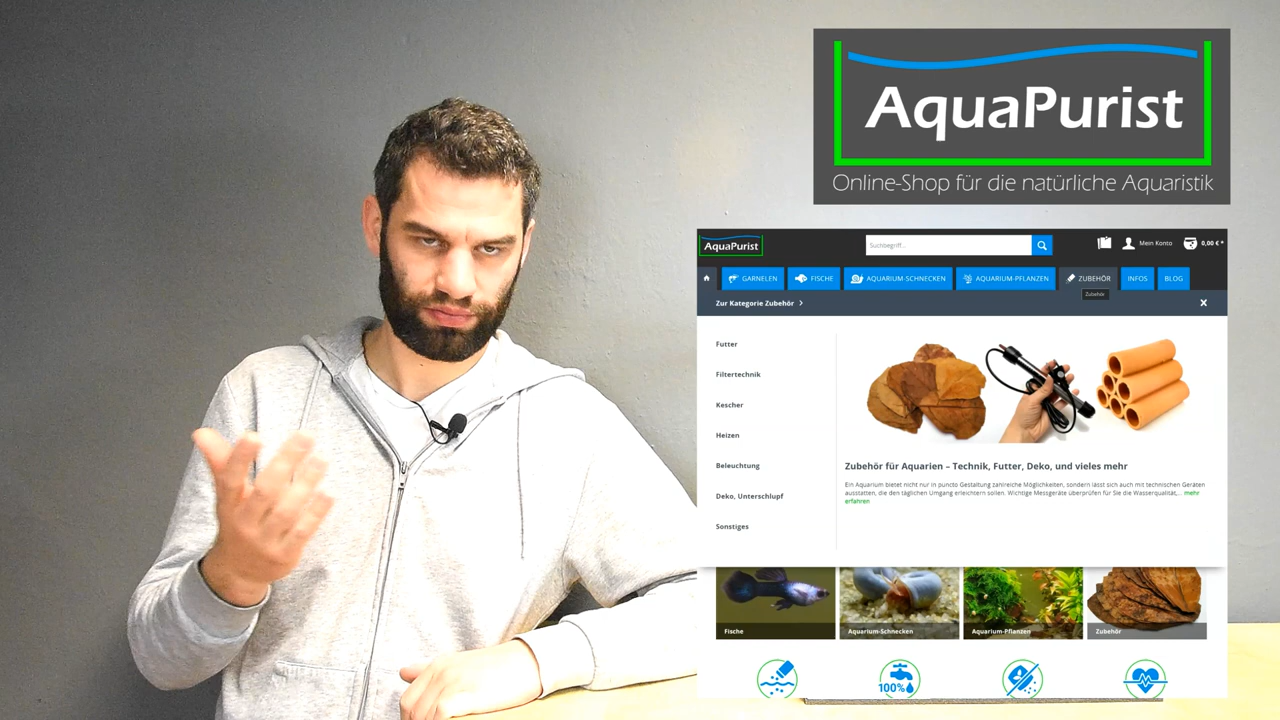 AquaPurist
Online-Shop für die natürliche Aquaristik
AquaPurist
Suchbegriff...
Mein Konto
0,00 € *
GARNELEN
FISCHE
AQUARIUM-SCHNECKEN
AQUARIUM-PFLANZEN
ZUBEHÖR
INFOS
BLOG
Zubehör
Zur Kategorie Zubehör
Futter
Filtertechnik
Kescher
Heizen
Beleuchtung
Deko, Unterschlupf
Sonstiges
Zubehör für Aquarien – Technik, Futter, Deko, und vieles mehr
Ein Aquarium bietet nicht nur in puncto Gestaltung zahlreiche Möglichkeiten, sondern lässt sich auch mit technischen Geräten
ausstatten, die den täglichen Umgang erleichtern sollen. Wichtige Messgeräte überprüfen für Sie die Wasserqualität,... mehr
erfahren
Fische
Aquarium-Schnecken
Aquarium-Pflanzen
Zubehör
100%